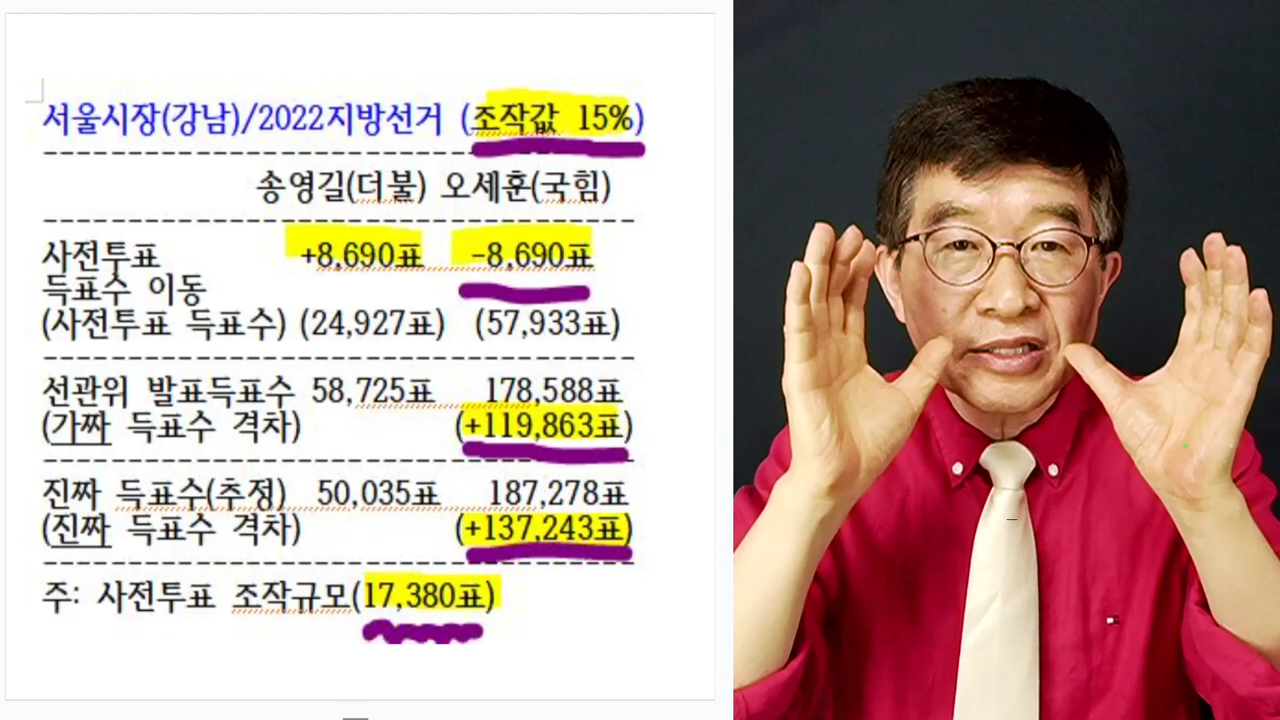 서울시장(강남)/2022지방선거 (조작값 15%)
송영길(더불) 오세훈(국힘)
사전투표 +8,690표 -8,690표
득표수 이동
(사전투표 득표수) (24,927표) (57,933표)
선관위 발표득표수 58,725표 178,588표
(가짜 득표수 격차) (+119,863표)
진짜 득표수(추정) 50,035표 187,278표
(진짜 득표수 격차) (+137,243표)
주: 사전투표 조작규모(17,380표)